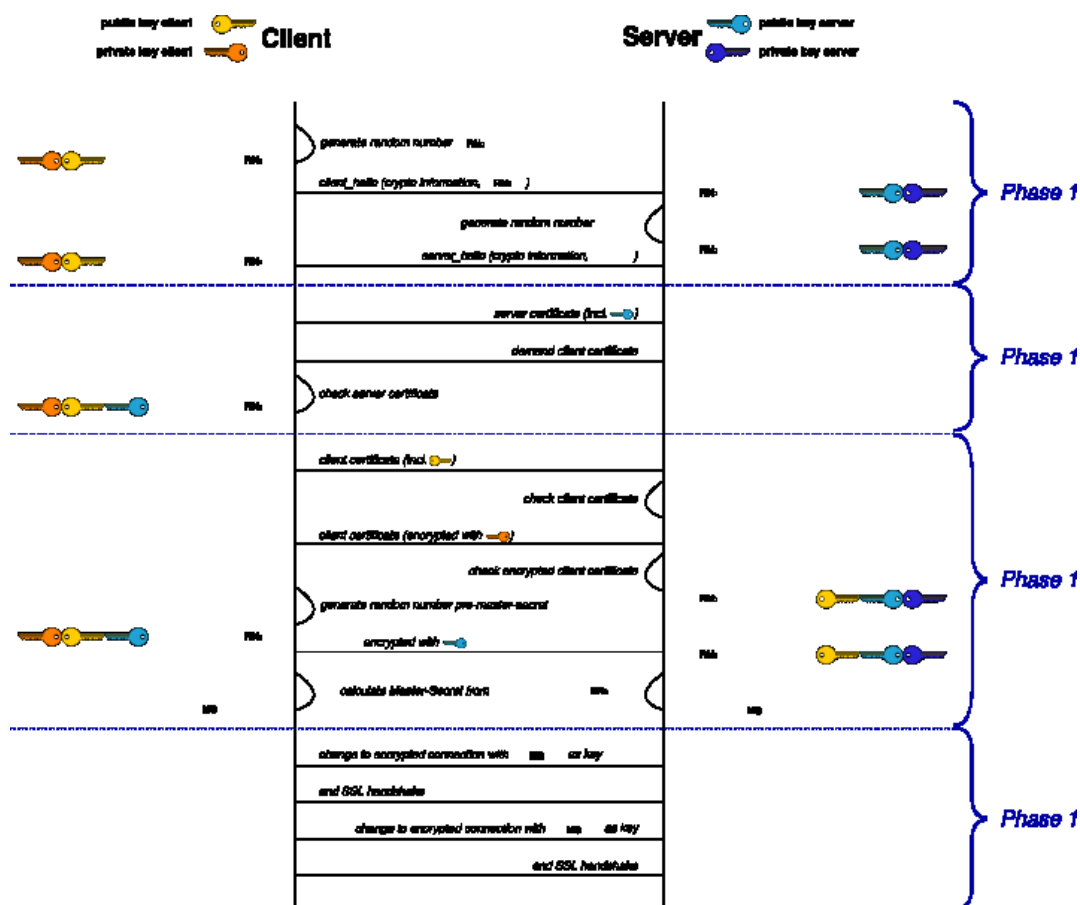 public key client
private key client
Client
Server
public key server
private key server
generate random number
client_hello (crypto information, )
generate random number
server_hello (crypto information, )
Phase 1
server certificate (incl. )
demand client certificate
check server certificate
Phase 1
client certificate (incl. )
check client certificate
client certificate (encrypted with )
check encrypted client certificate
generate random number pre-master-secret
encrypted with
calculate Master-Secret from
MS
MS
Phase 1
change to encrypted connection with MS as key
end SSL handshake
change to encrypted connection with MS as key
end SSL handshake
Phase 1